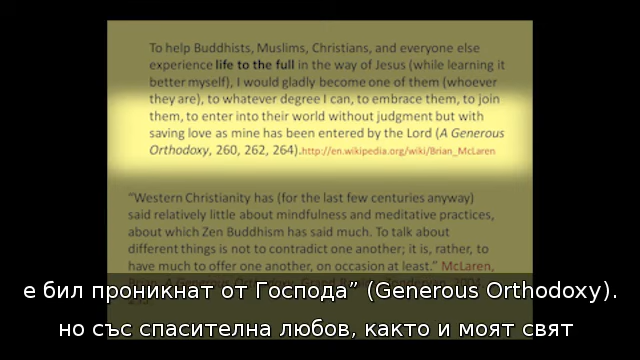 To help Buddhists, Muslims, Christians, and everyone else
experience life to the full in the way of Jesus (while learning it
better myself), I would gladly become one of them (whoever
they are), to whatever degree I can, to embrace them, to join
them, to enter into their world without judgment but with
saving love as mine has been entered by the Lord (A Generous
Orthodoxy, 260, 262, 264).http://en.wikipedia.org/wiki/Brian_McLaren
“Western Christianity has (for the last few centuries anyway)
said relatively little about mindfulness and meditative practices,
about which Zen Buddhism has said much. To talk about
different things is not to contradict one another; it is, rather, to
have much to offer one another, on occasion at least.” McLaren,
е бил проникнат от Господа” (Generous Orthodoxy).
но със спасителна любов, както и моят свят